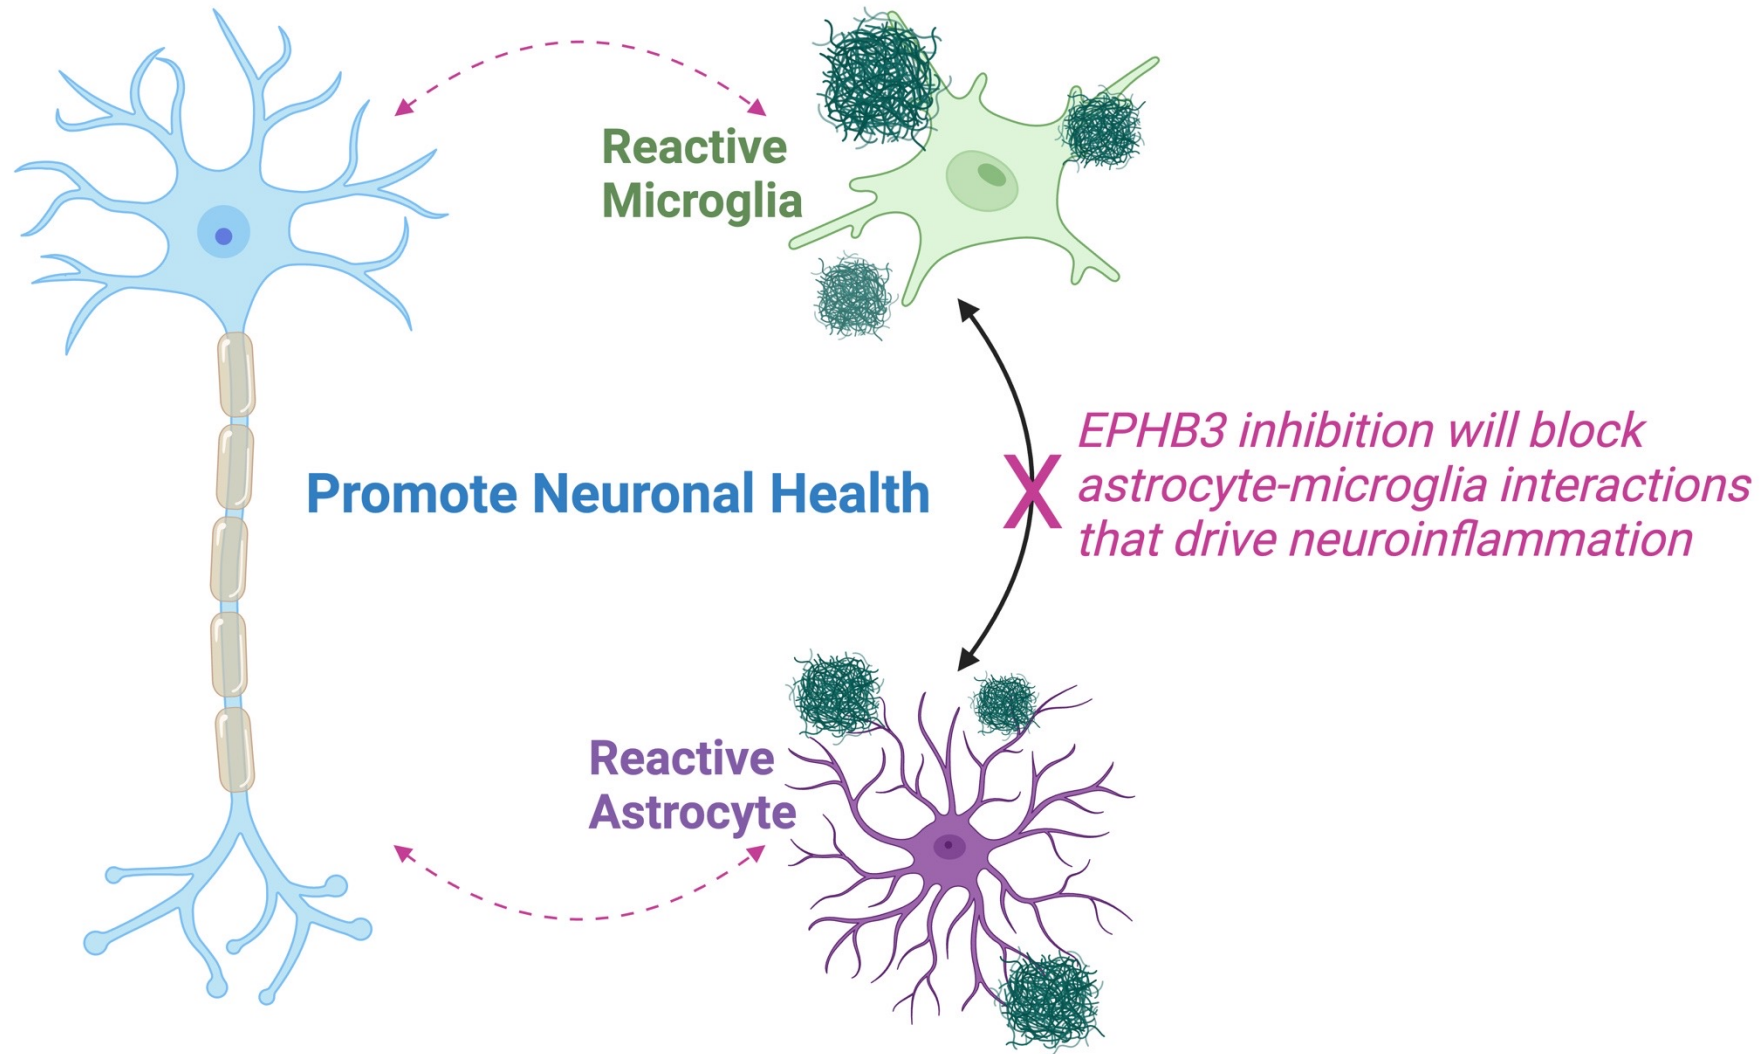 Reactive
Microglia
EPHB3 inhibition will block
astrocyte-microglia interactions
that drive neuroinflammation
Promote Neuronal Health
X
Reactive
Astrocyte